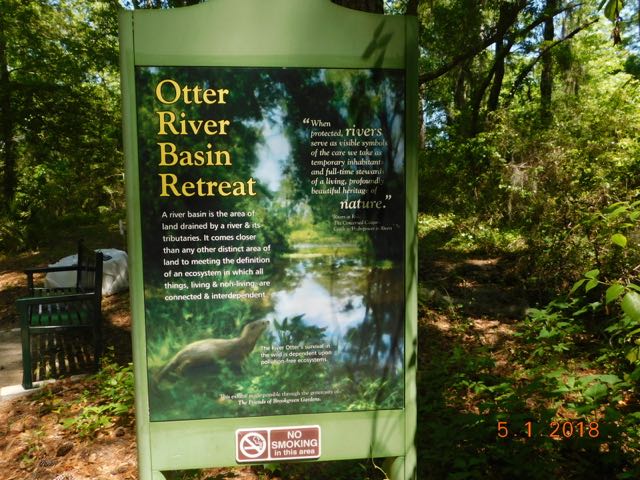 Otter
River
Basin
Retreat
A river basin is the area of
land drained by a river & its
tributaries. It comes closer
than any other distinct area of
land to meeting the definition
of an ecosystem in which all
things, living & non-living, are
connected & interdependent
"When
protected, rivers
serve as visible symbols
of the care we take as
temporary inhabitants
and full-time stewards
of a living, profoundly
beautiful heritage of
nature."
The River Otter's survival in
the wild is dependent upon
pollution-free ecosystems.
This exhibit made possible through the generosity of
The Friends of Brookgreen Gardens.
NO
SMOKING
in this area
5 1 2018